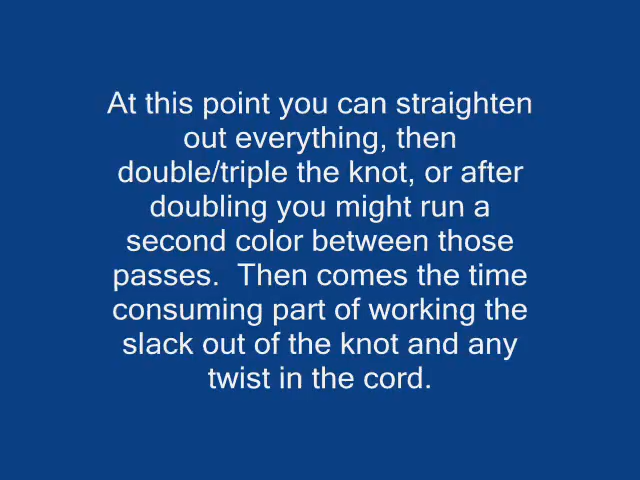 At this point you can straighten
out everything, then
double/triple the knot, or after
doubling you might run a
second color between those
passes.  Then comes the time
consuming part of working the
slack out of the knot and any
twist in the cord.